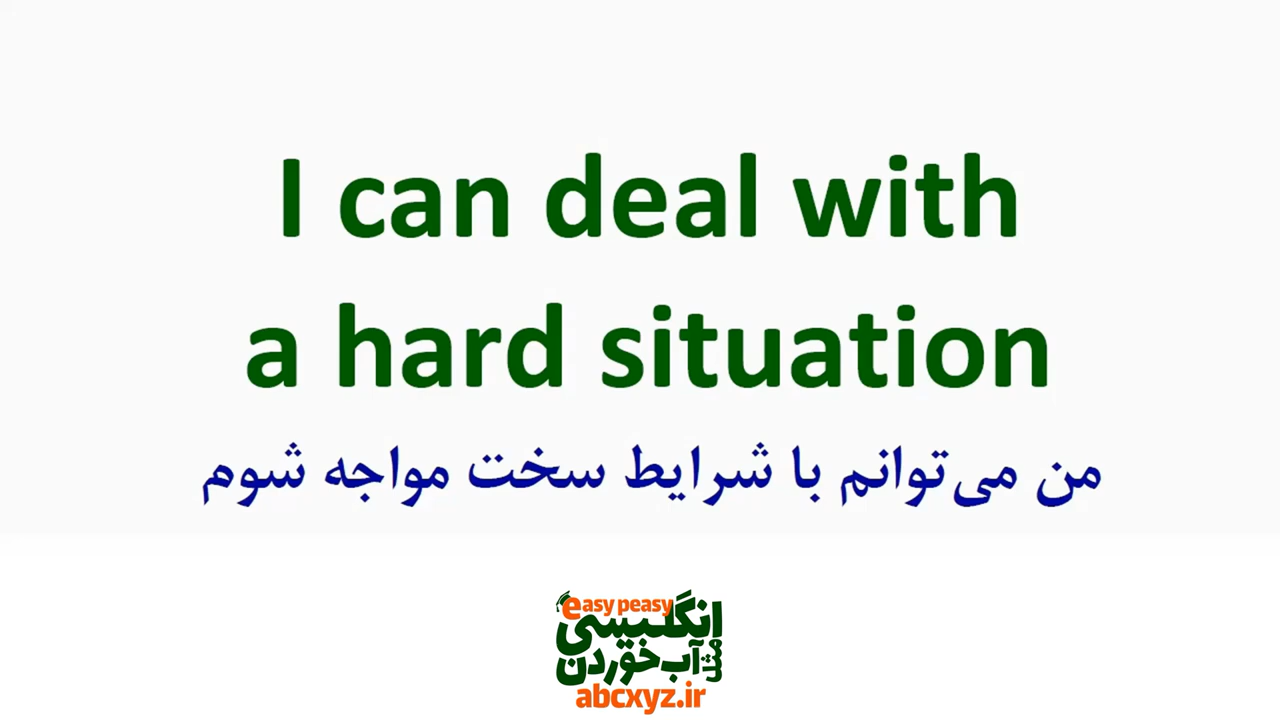 I can deal with
a hard situation
من می‌توانم با شرایط سخت مواجه شوم
easy peasy
انگلیسی
مثل آب خوردن
abcxyz.ir